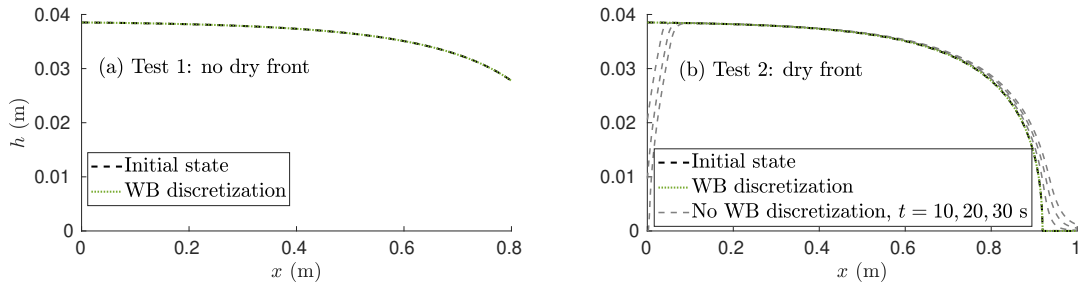 0.04
0.03
0.02
0.01
0
h (m)
(a) Test 1: no dry front
Initial state
WB discretization
0 0.2 0.4 0.6 0.8
x (m)
0.04
0.03
0.02
0.01
0
(b) Test 2: dry front
Initial state
WB discretization
No WB discretization, t = 10, 20, 30 s
0 0.2 0.4 0.6 0.8 1
x (m)